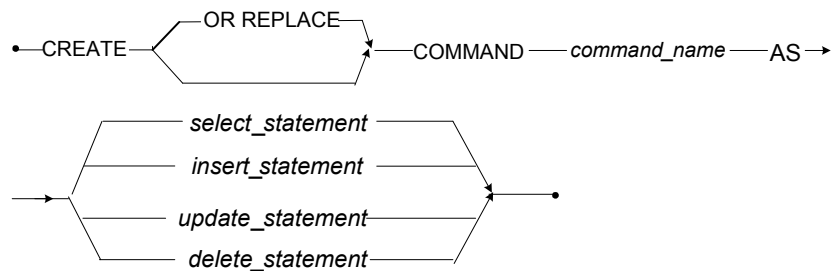 OR REPLACE
CREATE COMMAND command_name AS
select_statement
insert_statement
update_statement
delete_statement